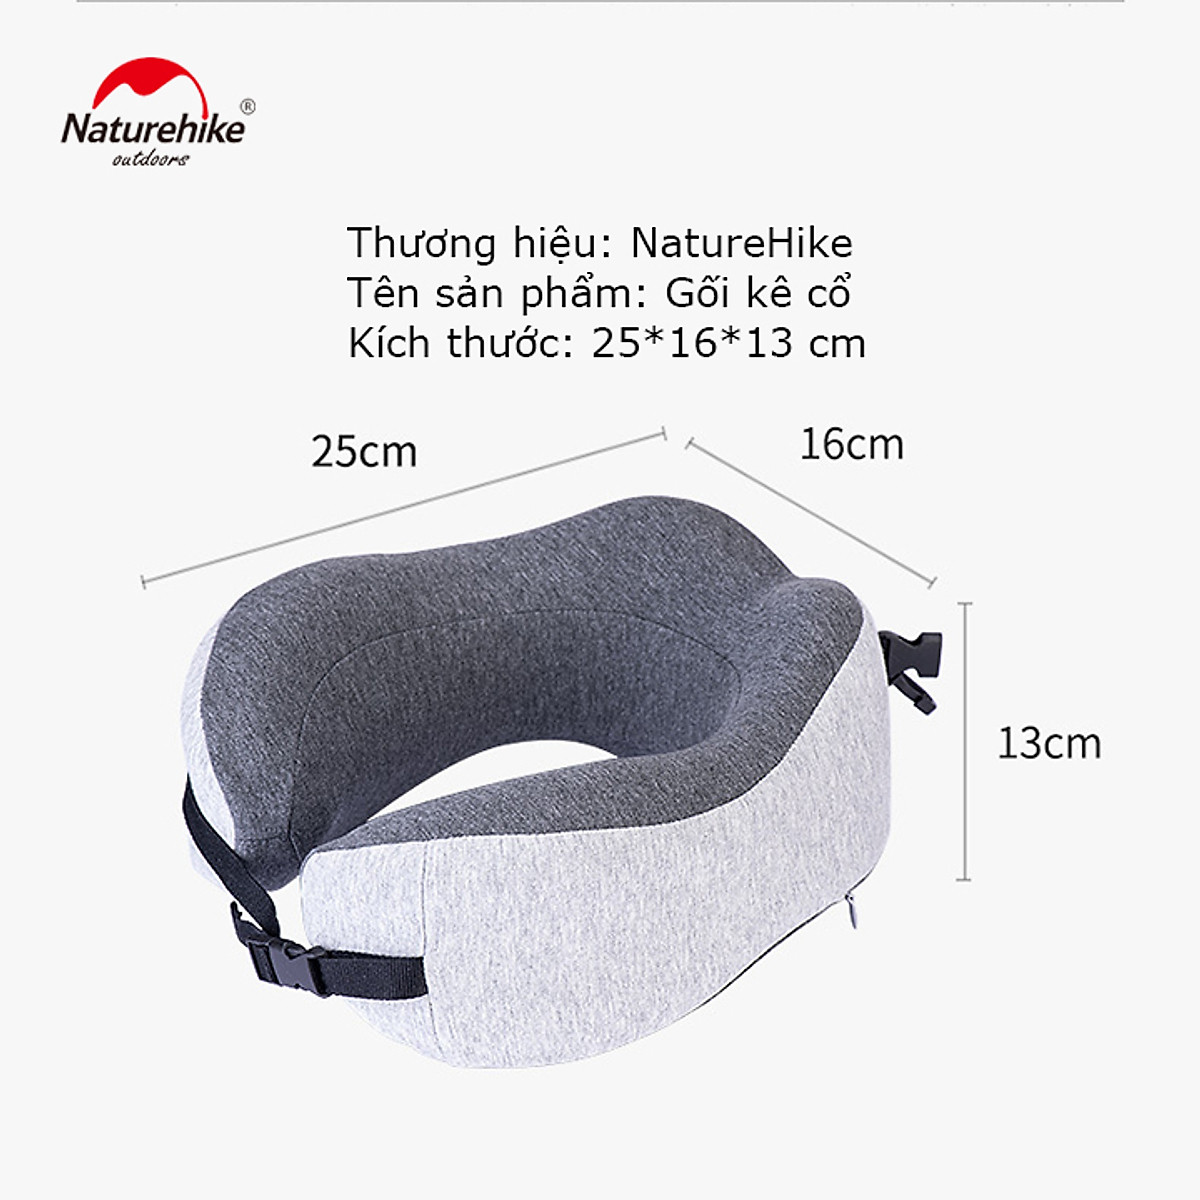 Naturehike®
outdoors
Thương hiệu: NatureHike
Tên sản phẩm: Gối kê cổ
Kích thước: 25*16*13 cm
25cm
16cm
13cm